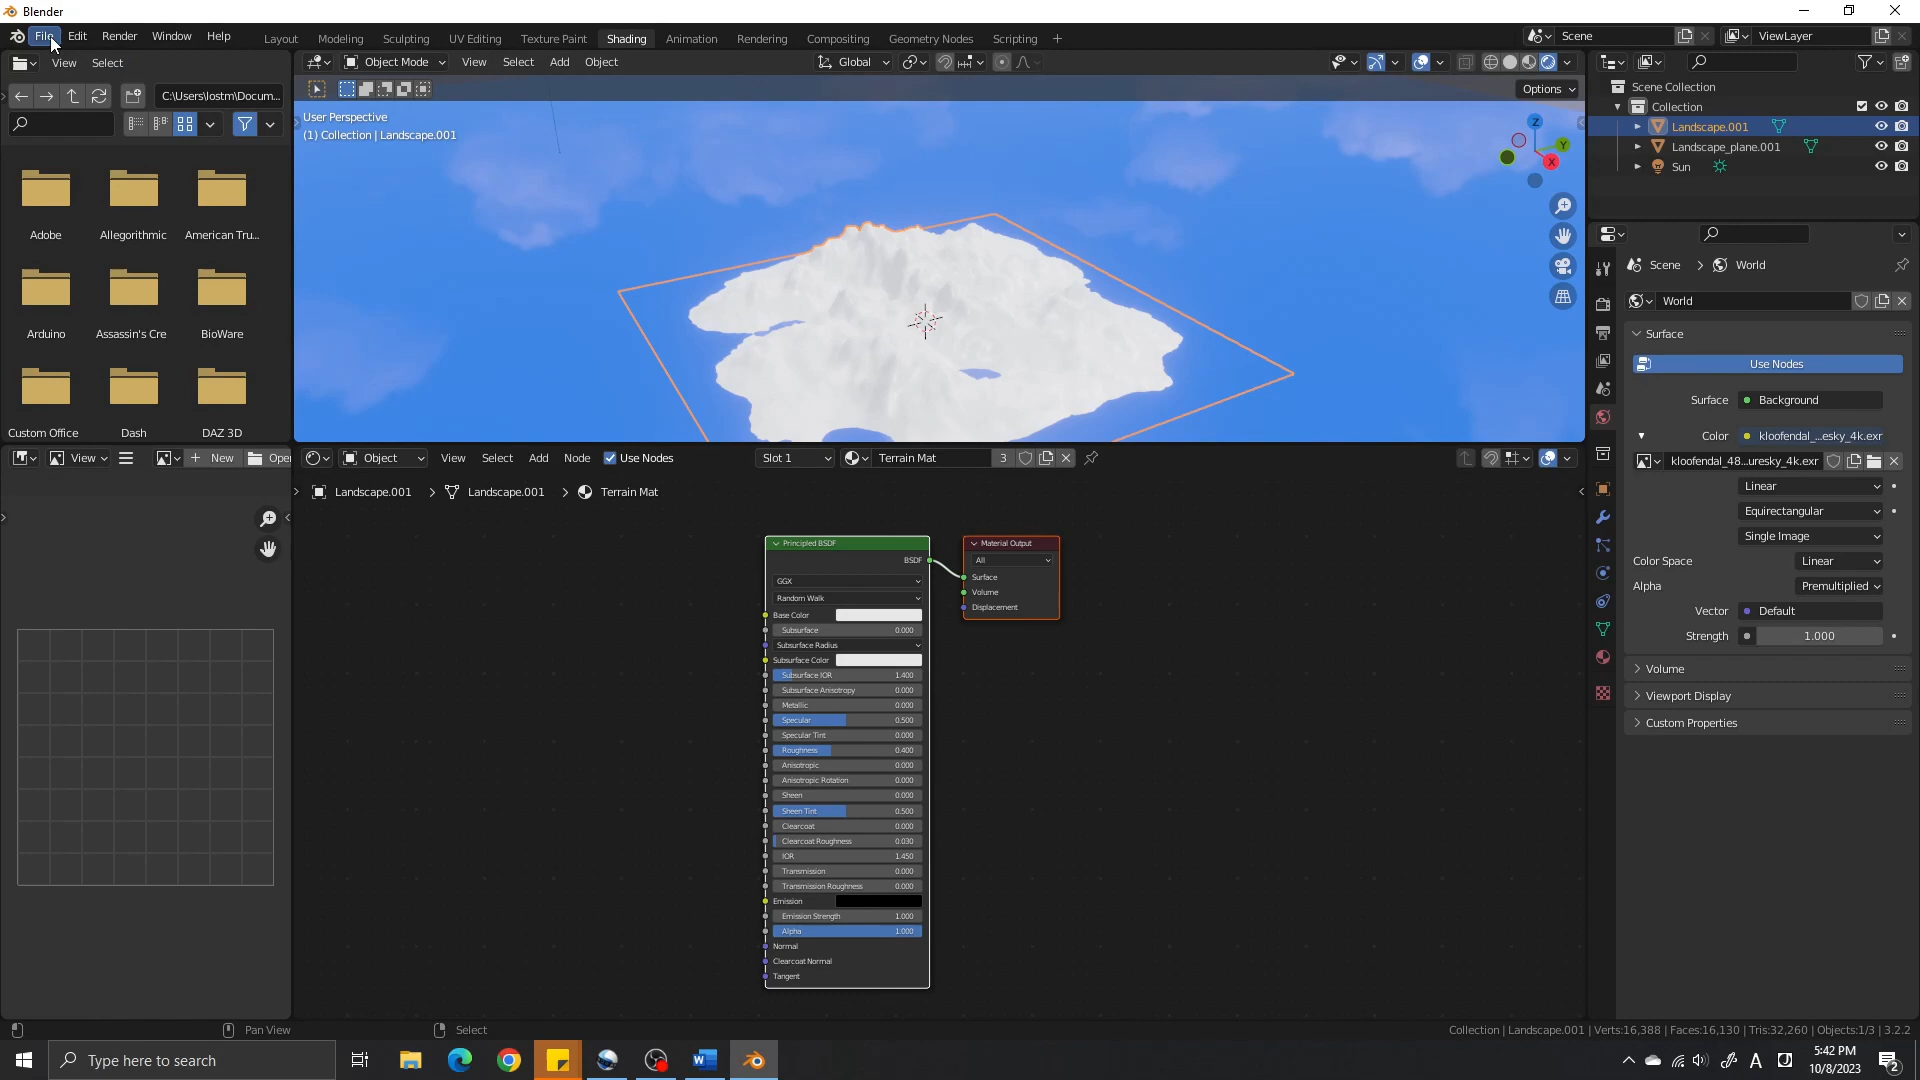 Blender
File Edit Render Window Help
Layout Modeling Sculpting UV Editing Texture Paint Shading Animation Rendering Compositing Geometry Nodes Scripting +
Scene
ViewLayer
View Select
Object Mode View Select Add Object
Global
Options
C:\Users\lostm\Docum...
Adobe
Allegorithmic
American Tru...
Arduino
Assassin's Cre
BioWare
Custom Office
Dash
DAZ 3D
User Perspective
(1) Collection | Landscape.001
Z
Y
X
Scene Collection
Collection
Landscape.001
Landscape_plane.001
Sun
Scene > World
World
Surface
Use Nodes
Surface Background
Color kloofendal_...esky_4k.exr
kloofendal_48...uresky_4k.exr
Linear
Equirectangular
Single Image
Color Space Linear
Alpha Premultiplied
Vector Default
Strength 1.000
Volume
Viewport Display
Custom Properties
View New Open
Object View Select Add Node Use Nodes Slot 1 Terrain Mat 3
Landscape.001 > Landscape.001 > Terrain Mat
Principled BSDF
BSDF
GGX
Random Walk
Base Color
Subsurface 0.000
Subsurface Radius
Subsurface Color
Subsurface IOR 1.400
Subsurface Anisotropy 0.000
Metallic 0.000
Specular 0.500
Specular Tint 0.000
Roughness 0.400
Anisotropic 0.000
Anisotropic Rotation 0.000
Sheen 0.000
Sheen Tint 0.500
Clearcoat 0.000
Clearcoat Roughness 0.030
IOR 1.450
Transmission 0.000
Transmission Roughness 0.000
Emission
Emission Strength 1.000
Alpha 1.000
Normal
Clearcoat Normal
Tangent
Material Output
All
Surface
Volume
Displacement
Pan View
Select
Collection | Landscape.001 | Verts:16,388 | Faces:16,130 | Tris:32,260 | Objects:1/3 | 3.2.2
Type here to search
A
5:42 PM
10/8/2023
2